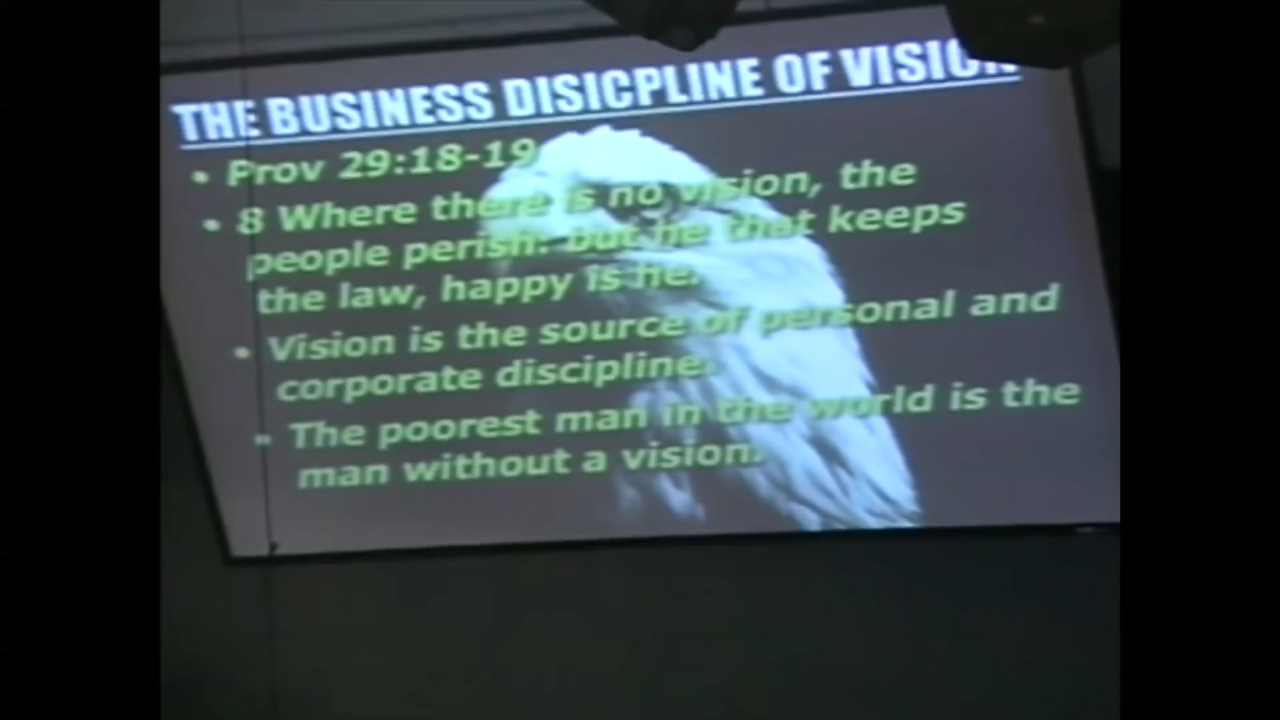 THE BUSINESS DISICPLINE OF VISION
• Prov 29:18-19
• 8 Where there is no vision, the
people perish: but he that keeps
the law, happy is he.
• Vision is the source of personal and
corporate discipline.
• The poorest man in the world is the
man without a vision.